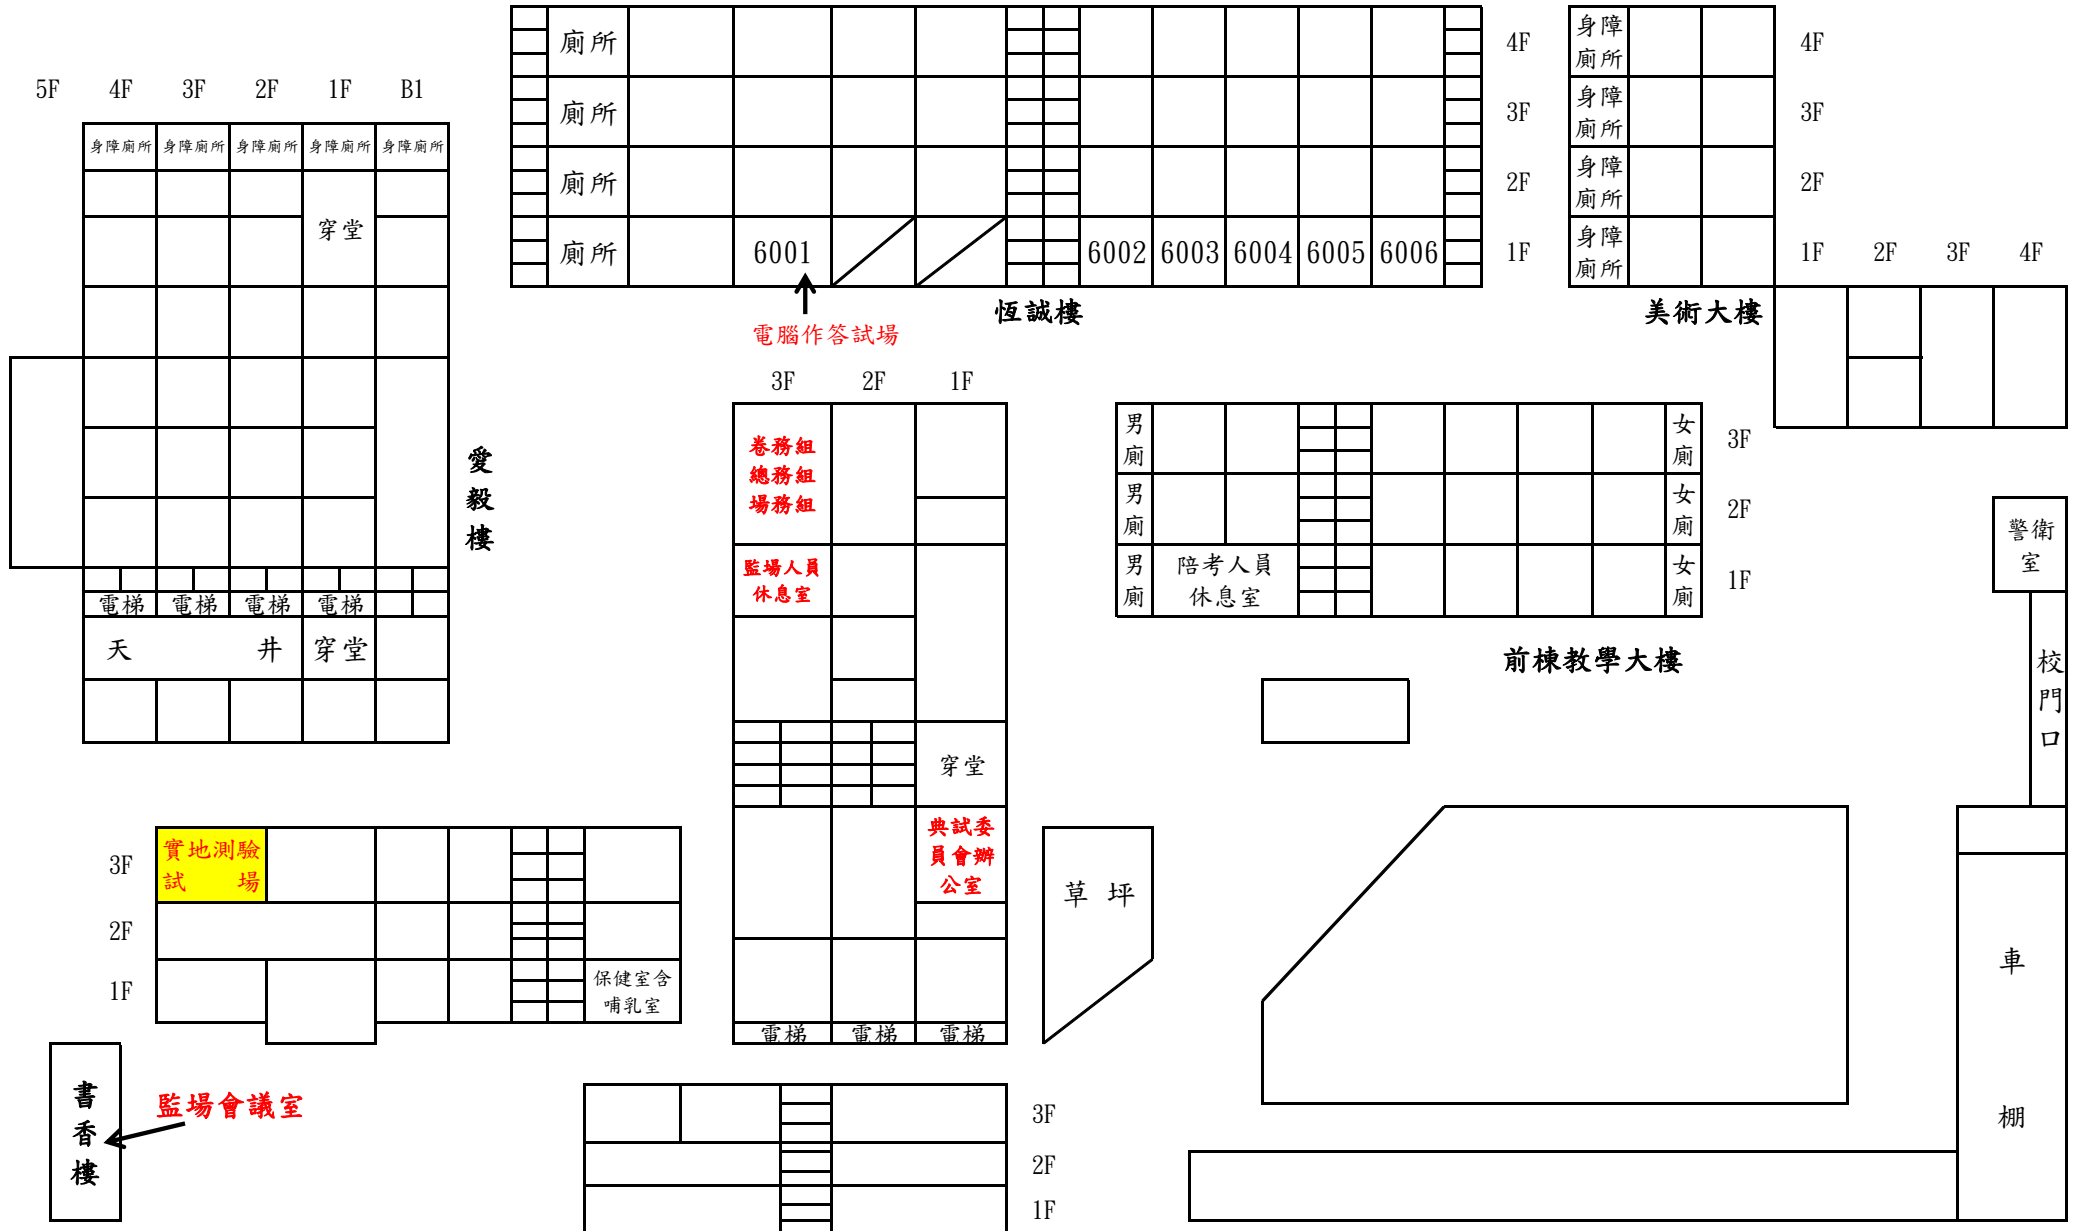 廁所
4F
身障
廁所
4F
5F
4F
3F
2F
1F
B1
廁所
3F
身障
廁所
3F
身障廁所
身障廁所
身障廁所
身障廁所
身障廁所
廁所
2F
身障
廁所
2F
穿堂
廁所
6001
6002
6003
6004
6005
6006
1F
身障
廁所
1F
2F
3F
4F
恆誠樓
美術大樓
電腦作答試場
3F
2F
1F
愛毅樓
卷務組
總務組
場務組
男廁
女廁
3F
男廁
女廁
2F
警衛
室
監場人員
休息室
男廁
陪考人員
休息室
女廁
1F
電梯
電梯
電梯
電梯
天井
穿堂
前棟教學大樓
校門口
穿堂
3F
實地測驗
試場
典試委
員會辦
公室
草坪
2F
1F
保健室含
哺乳室
車棚
電梯
電梯
電梯
書香樓
監場會議室
3F
2F
1F